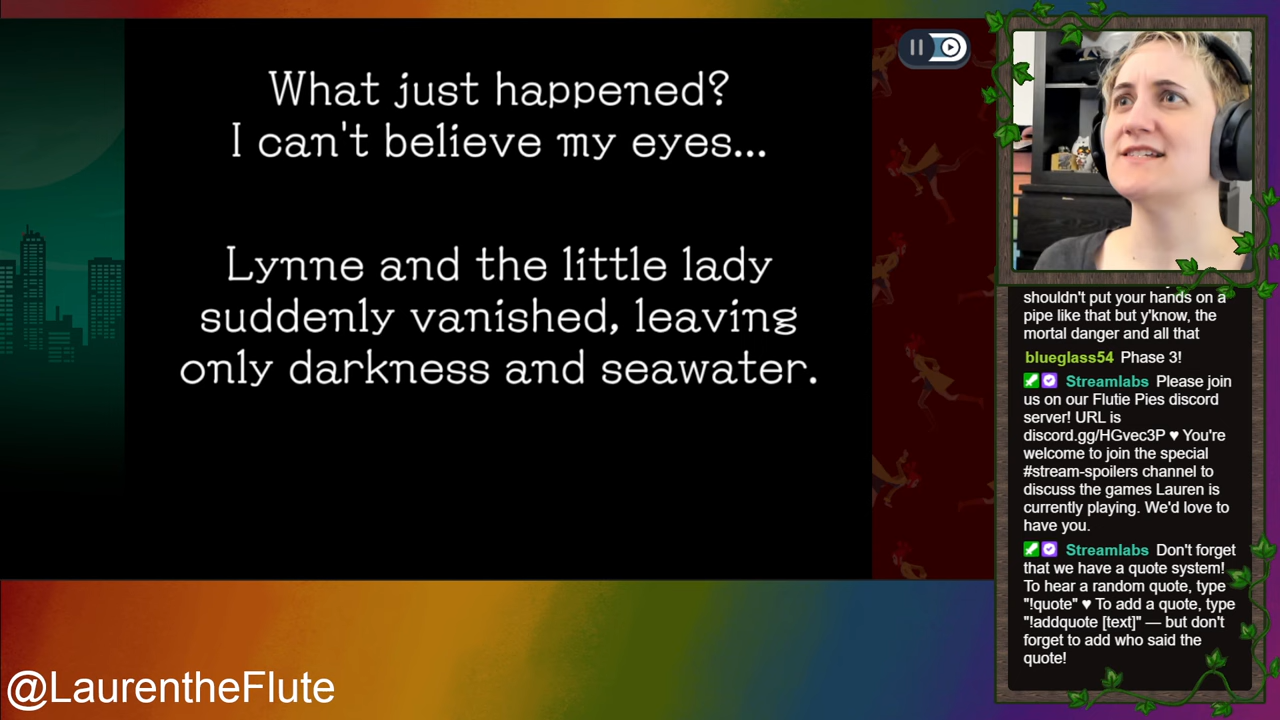 What just happened?
I can't believe my eyes...
Lynne and the little lady
suddenly vanished, leaving
only darkness and seawater.
shouldn't put your hands on a
pipe like that but y'know, the
mortal danger and all that
blueglass54 Phase 3!
Streamlabs Please join
us on our Flutie Pies discord
server! URL is
discord.gg/HGvec3P ♥ You're
welcome to join the special
#stream-spoilers channel to
discuss the games Lauren is
currently playing. We'd love to
have you.
Streamlabs Don't forget
that we have a quote system!
To hear a random quote, type
"!quote" ♥ To add a quote, type
"!addquote [text]" — but don't
forget to add who said the
quote!
@LaurentheFlute